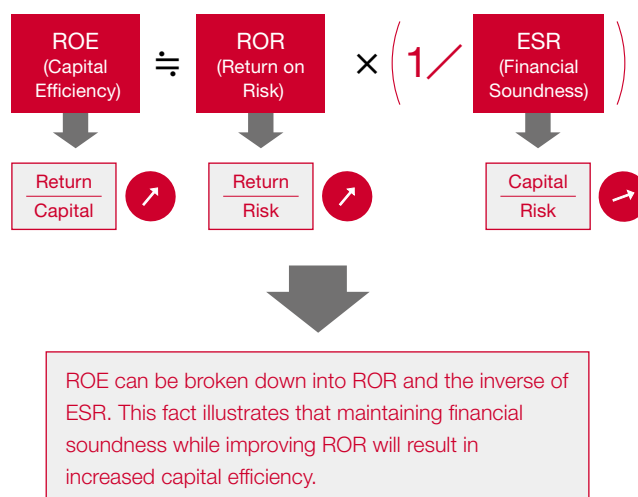 ROE
(Capital
Efficiency)
≒
ROR
(Return on
Risk)
×
(1／
ESR
(Financial
Soundness)
)
Return
Capital
Return
Risk
Capital
Risk
ROE can be broken down into ROR and the inverse of
ESR. This fact illustrates that maintaining financial
soundness while improving ROR will result in
increased capital efficiency.